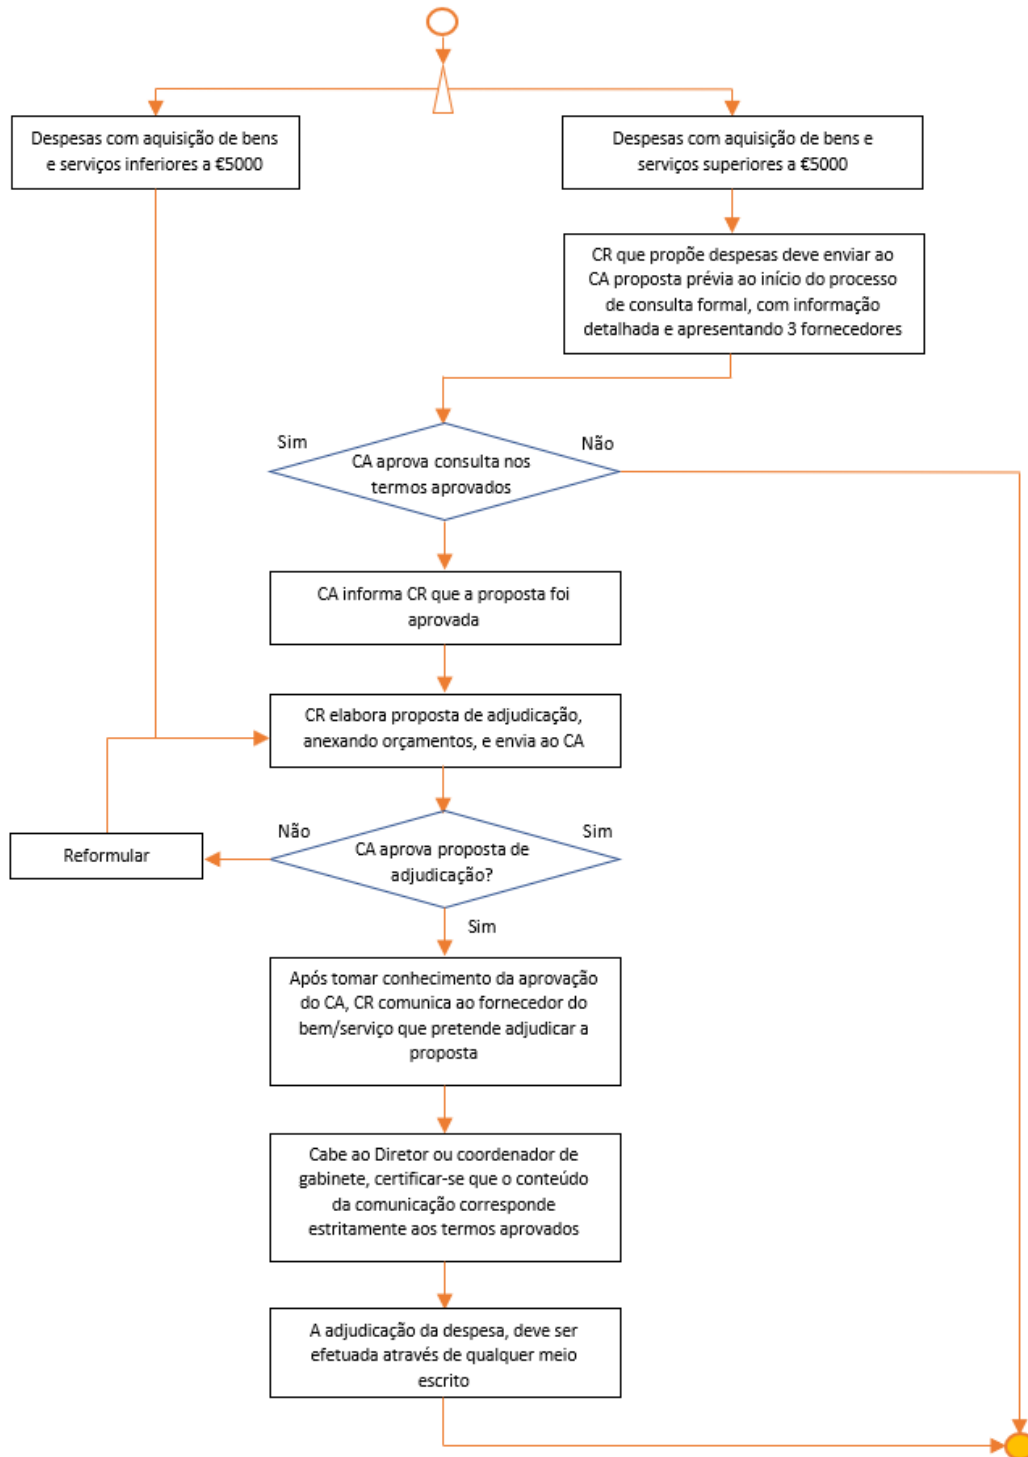 Despesas com aquisição de bens
e serviços inferiores a €5000
Despesas com aquisição de bens e
serviços superiores a €5000
CR que propõe despesas deve enviar ao
CA proposta prévia ao início do processo
de consulta formal, com informação
detalhada e apresentando 3 fornecedores
Sim
Não
CA aprova consulta nos
termos aprovados
CA informa CR que a proposta foi
aprovada
CR elabora proposta de adjudicação,
anexando orçamentos, e envia ao CA
Não
Sim
CA aprova proposta de
adjudicação?
Reformular
Sim
Após tomar conhecimento da aprovação
do CA, CR comunica ao fornecedor do
bem/serviço que pretende adjudicar a
proposta
Cabe ao Diretor ou coordenador de
gabinete, certificar-se que o conteúdo
da comunicação corresponde
estritamente aos termos aprovados
A adjudicação da despesa, deve ser
efetuada através de qualquer meio
escrito